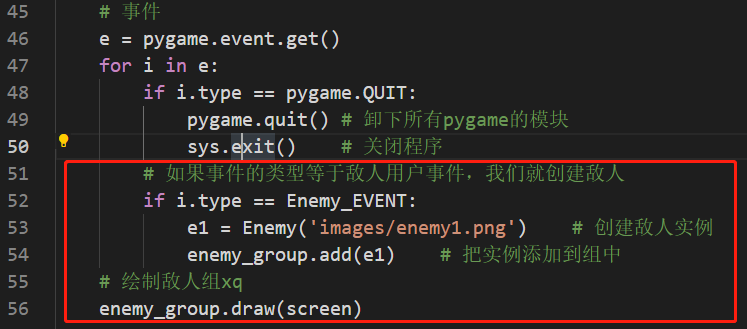 45 # 事件
46 e = pygame.event.get()
47 for i in e:
48 if i.type == pygame.QUIT:
49 pygame.quit() # 卸下所有pygame的模块
50 sys.exit() # 关闭程序
51 # 如果事件的类型等于敌人用户事件，我们就创建敌人
52 if i.type == Enemy_EVENT:
53 e1 = Enemy('images/enemy1.png') # 创建敌人实例
54 enemy_group.add(e1) # 把实例添加到组中
55 # 绘制敌人组xq
56 enemy_group.draw(screen)